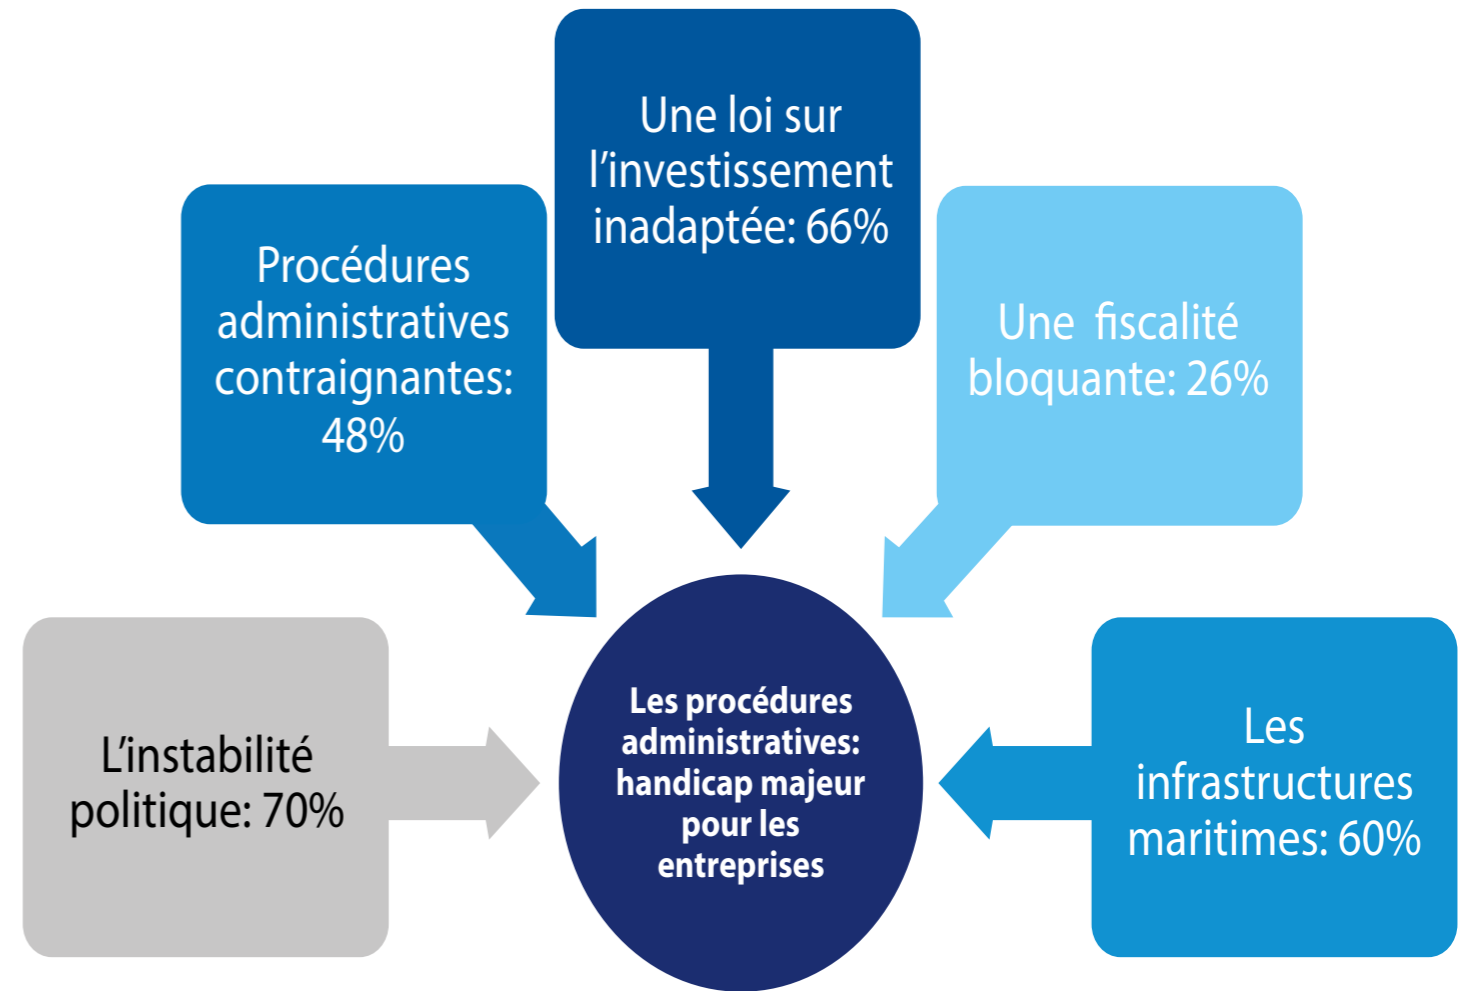 Une loi sur
l’investissement
inadaptée: 66%
Procédures
administratives
contraignantes:
48%
Une fiscalité
bloquante: 26%
L’instabilité
politique: 70%
Les procédures
administratives:
handicap majeur
pour les
entreprises
Les
infrastructures
maritimes: 60%